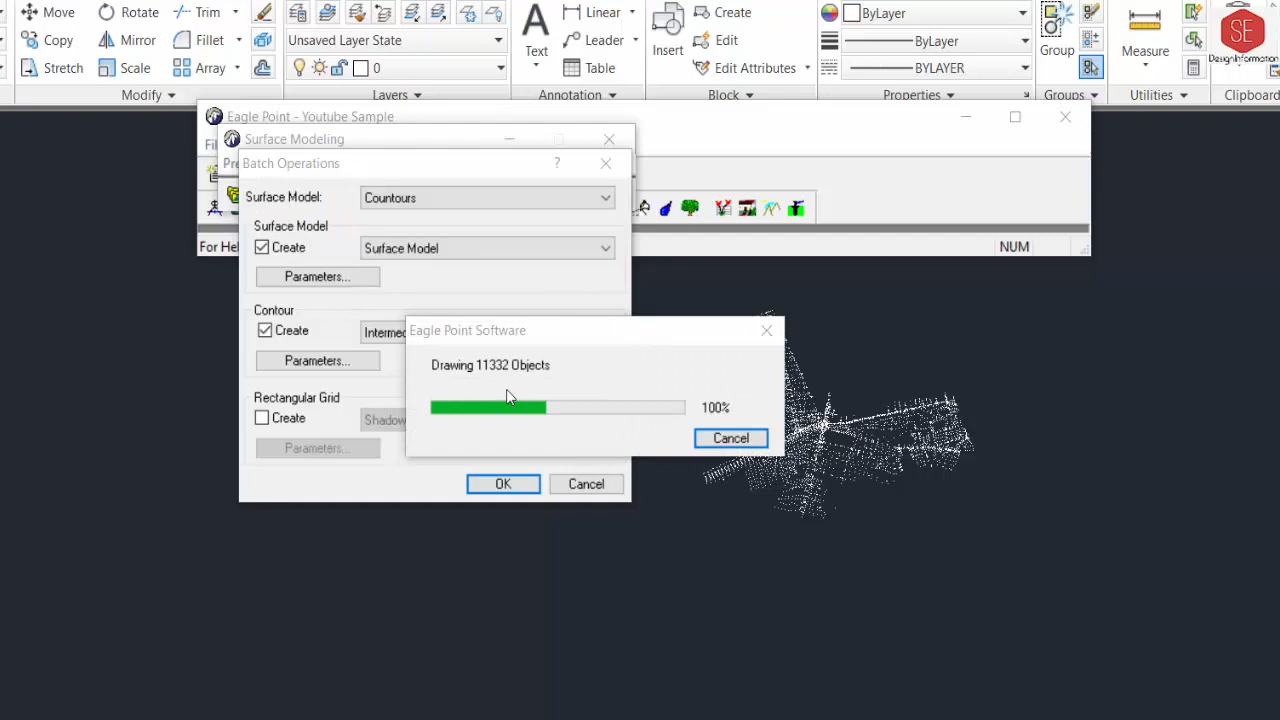 Move Rotate Trim
Copy Mirror Fillet
Stretch Scale Array
Modify
Unsaved Layer State
0
Layers
Text
Linear
Leader
Table
Annotation
Insert
Create
Edit
Edit Attributes
Block
ByLayer
ByLayer
BYLAYER
Properties
Group
Groups
Measure
Utilities
Clipboard
SE
DesignInformation
Eagle Point - Youtube Sample
Surface Modeling
Batch Operations
?
Surface Model: Countours
Surface Model
Create Surface Model
Parameters...
Contour
Create
Parameters...
Rectangular Grid
Create Shadow
Parameters...
OK Cancel
Eagle Point Software
Drawing 11332 Objects
100%
Cancel
NUM